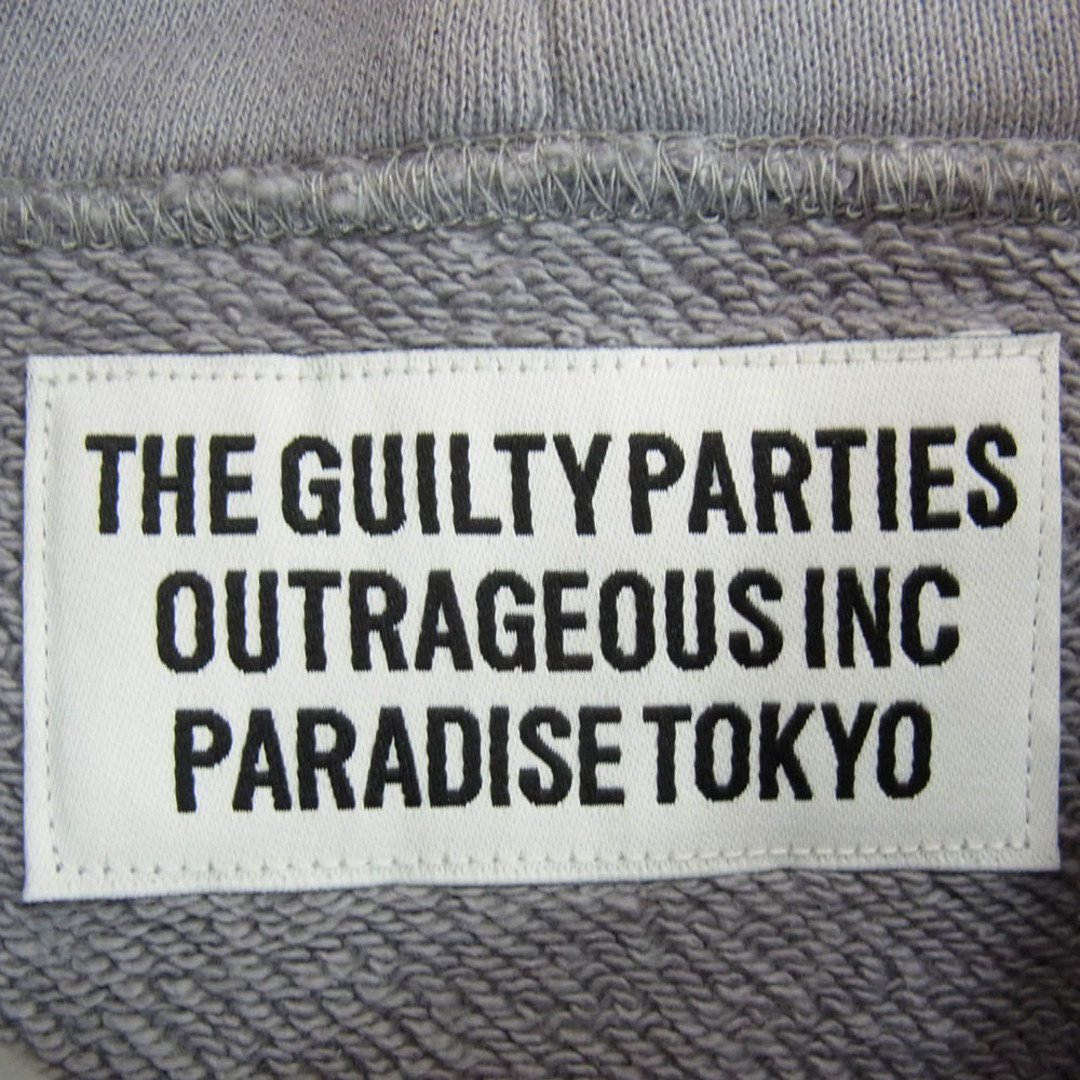 THE GUILTY PARTIES
OUTRAGEOUS INC
PARADISE TOKYO